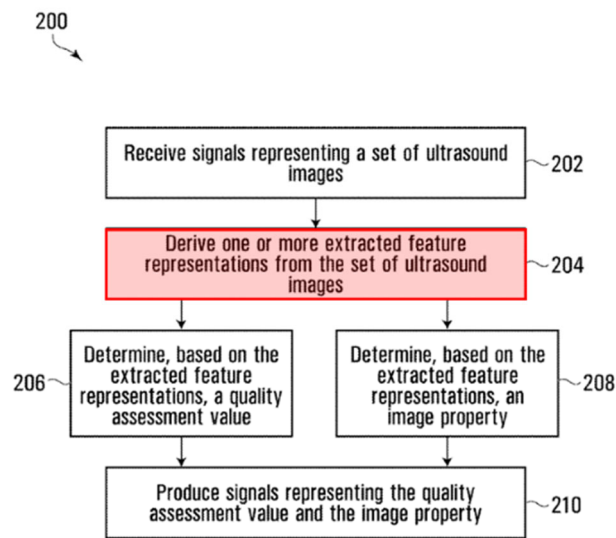 200
Receive signals representing a set of ultrasound
images
202
Derive one or more extracted feature
representations from the set of ultrasound
images
204
206
Determine, based on the
extracted feature
representations, a quality
assessment value
Determine, based on the
extracted feature
representations, an
image property
208
Produce signals representing the quality
assessment value and the image property
210